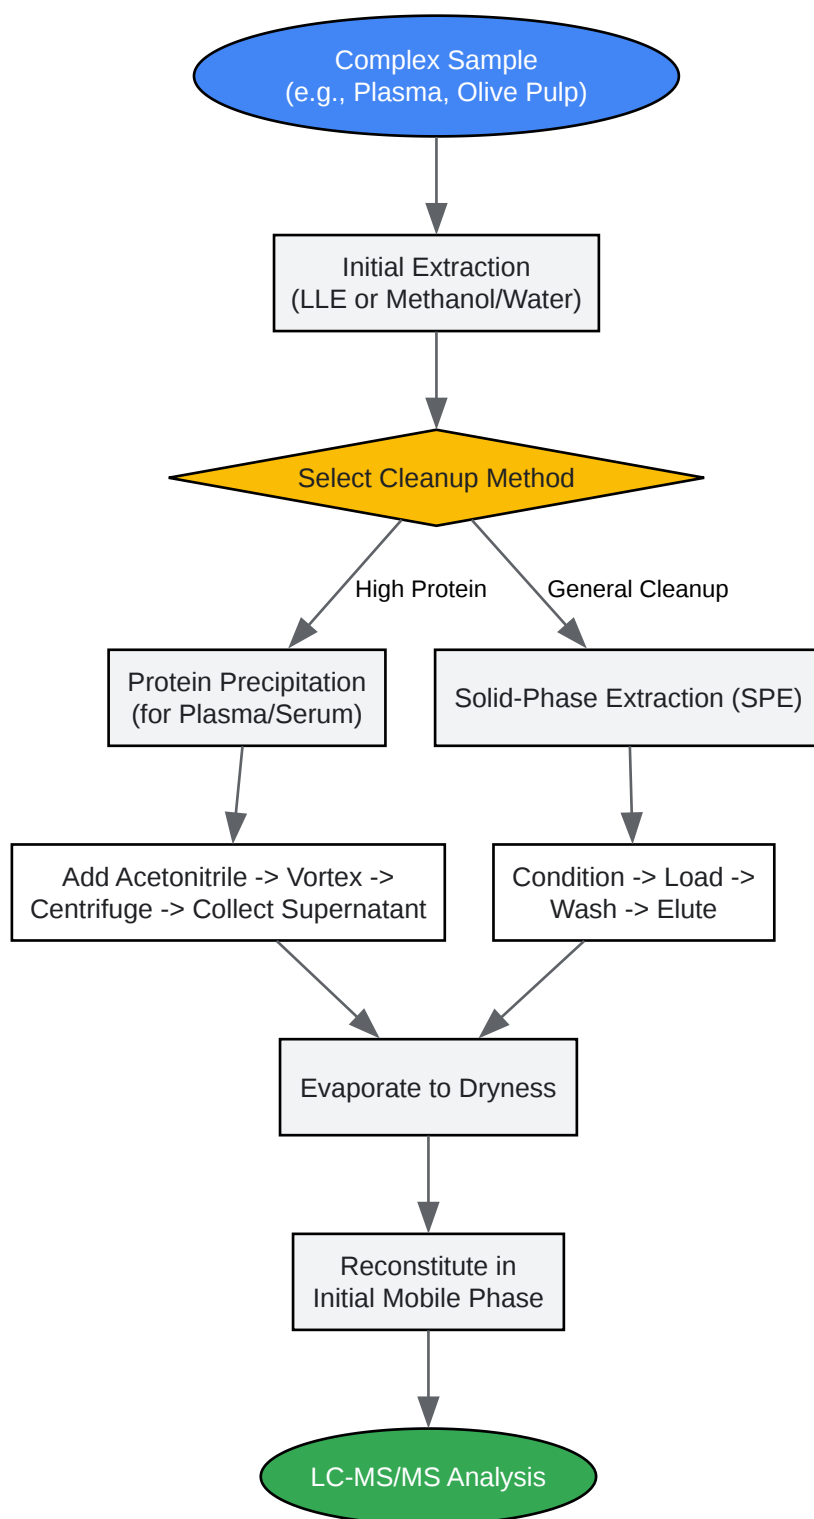 Complex Sample
(e.g., Plasma, Olive Pulp)
Initial Extraction
(LLE or Methanol/Water)
Select Cleanup Method
High Protein
General Cleanup
Protein Precipitation
(for Plasma/Serum)
Solid-Phase Extraction (SPE)
Add Acetonitrile -> Vortex ->
Centrifuge -> Collect Supernatant
Condition -> Load ->
Wash -> Elute
Evaporate to Dryness
Reconstitute in
Initial Mobile Phase
LC-MS/MS Analysis